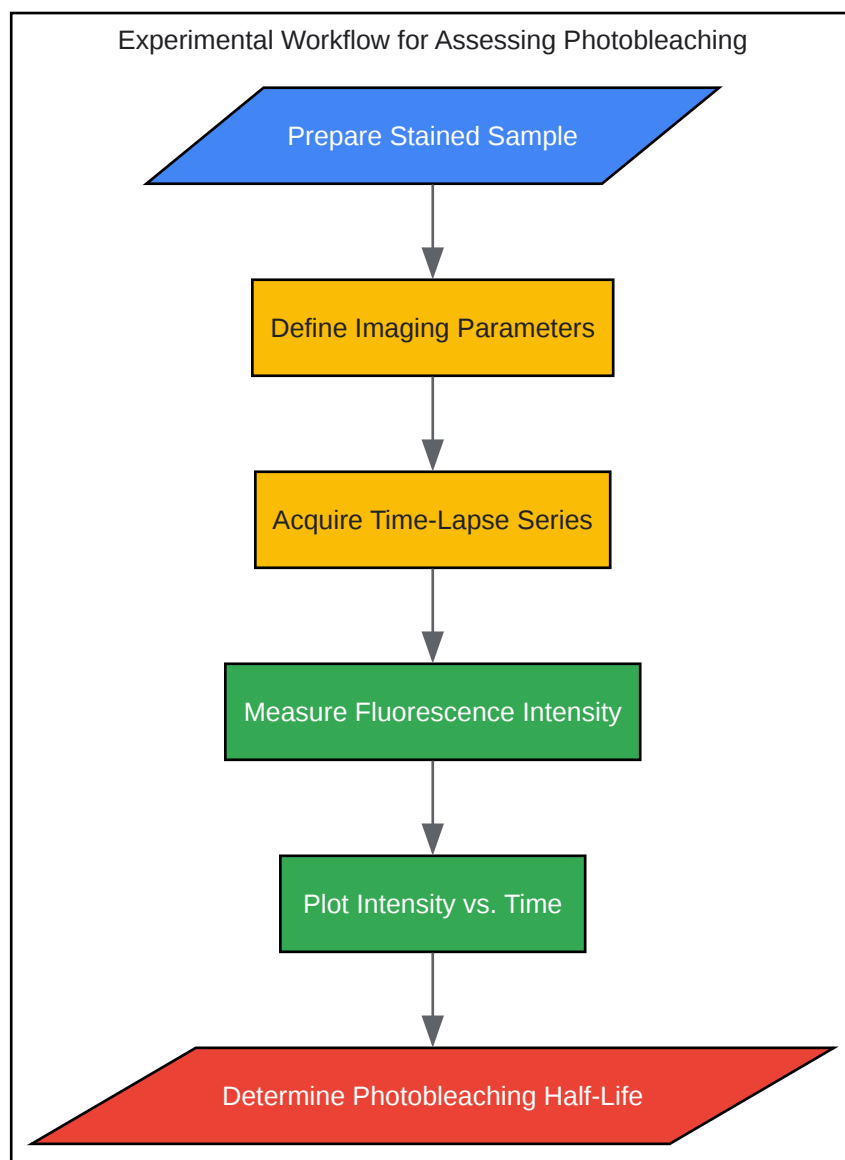 Experimental Workflow for Assessing Photobleaching
Prepare Stained Sample
Define Imaging Parameters
Acquire Time-Lapse Series
Measure Fluorescence Intensity
Plot Intensity vs. Time
Determine Photobleaching Half-Life